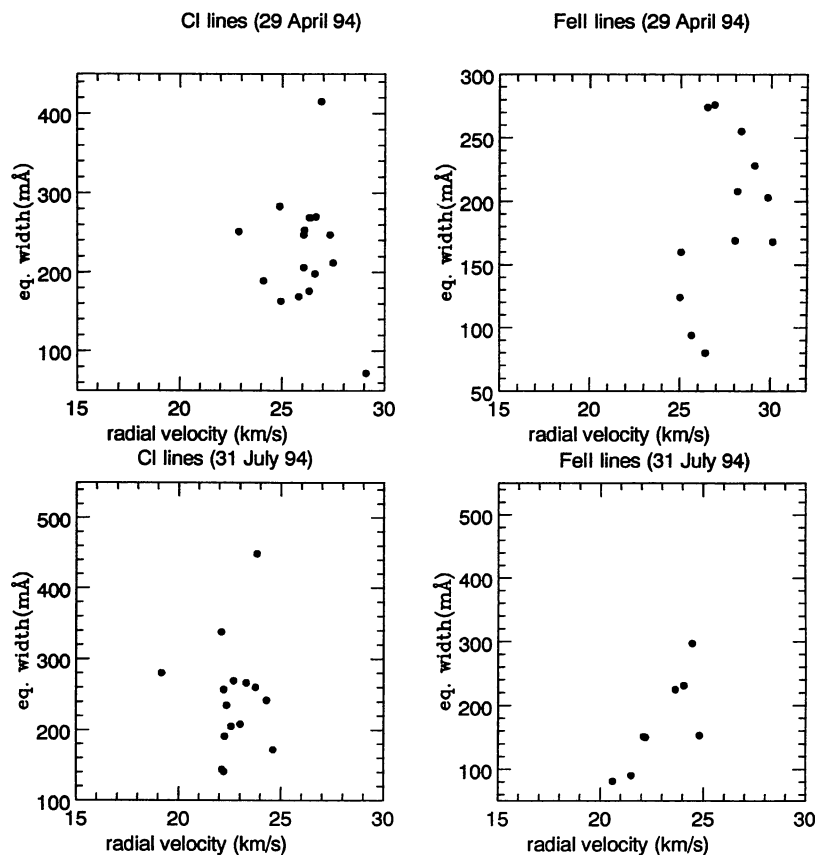 CI lines (29 April 94)
FeII lines (29 April 94)
400
300
200
100
eq. width(mÅ)
15 20 25 30
radial velocity (km/s)
300
250
200
150
100
50
eq. width(mÅ)
15 20 25 30
radial velocity (km/s)
CI lines (31 July 94)
FeII lines (31 July 94)
500
400
300
200
100
eq. width(mÅ)
15 20 25 30
radial velocity (km/s)
500
400
300
200
100
eq. width(mÅ)
15 20 25 30
radial velocity (km/s)